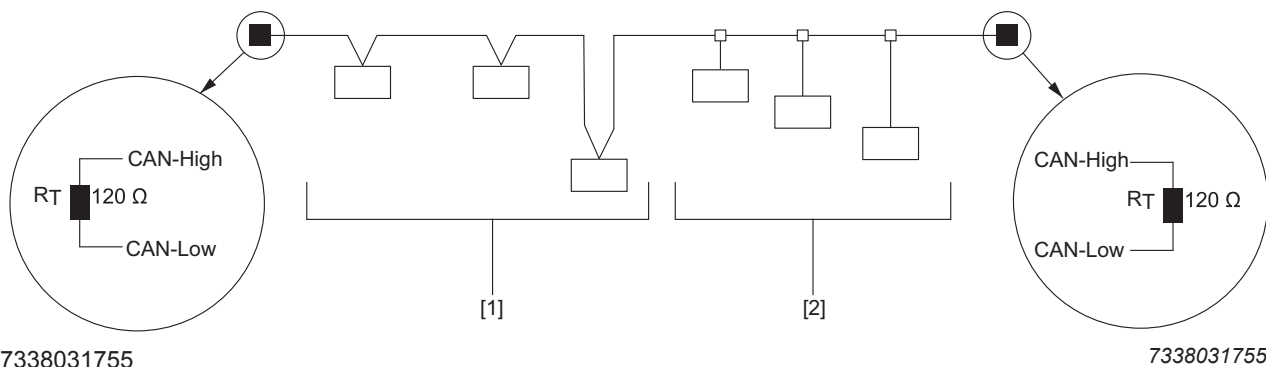 CAN-High
RT 120 Ω
CAN-Low
CAN-High
RT 120 Ω
CAN-Low
[1]
[2]
7338031755
7338031755